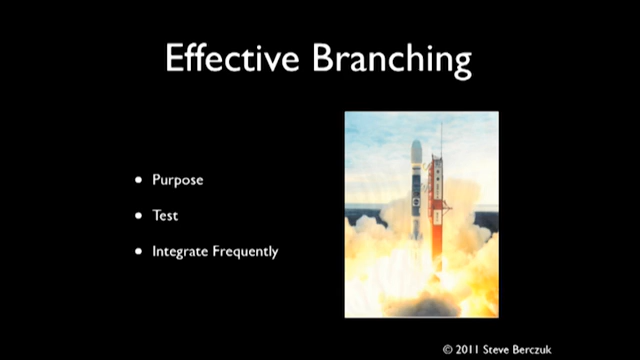 Effective Branching
• Purpose
• Test
• Integrate Frequently
© 2011 Steve Berczuk